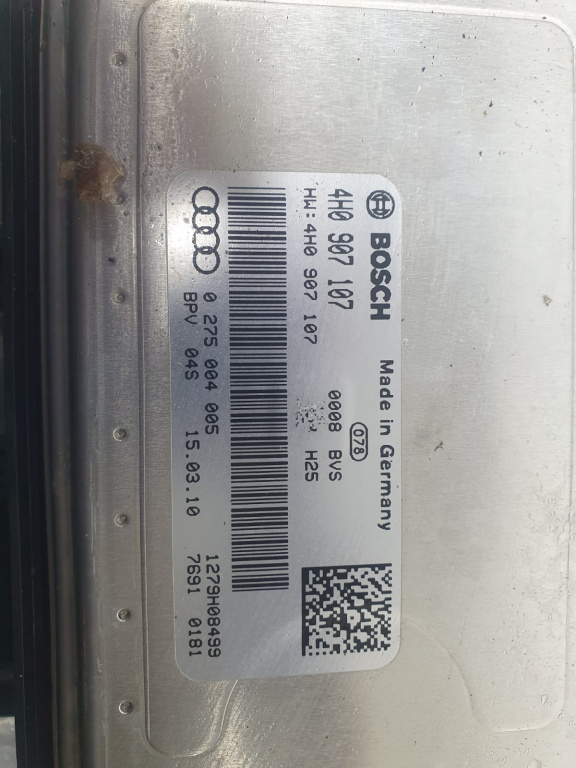 BOSCH Made in Germany
078
4H0 907 107 0008 BVS
HW: 4H0 907 107 H25
0 275 004 005 1279H08499
BPV 04S 15.03.10 7691 0181